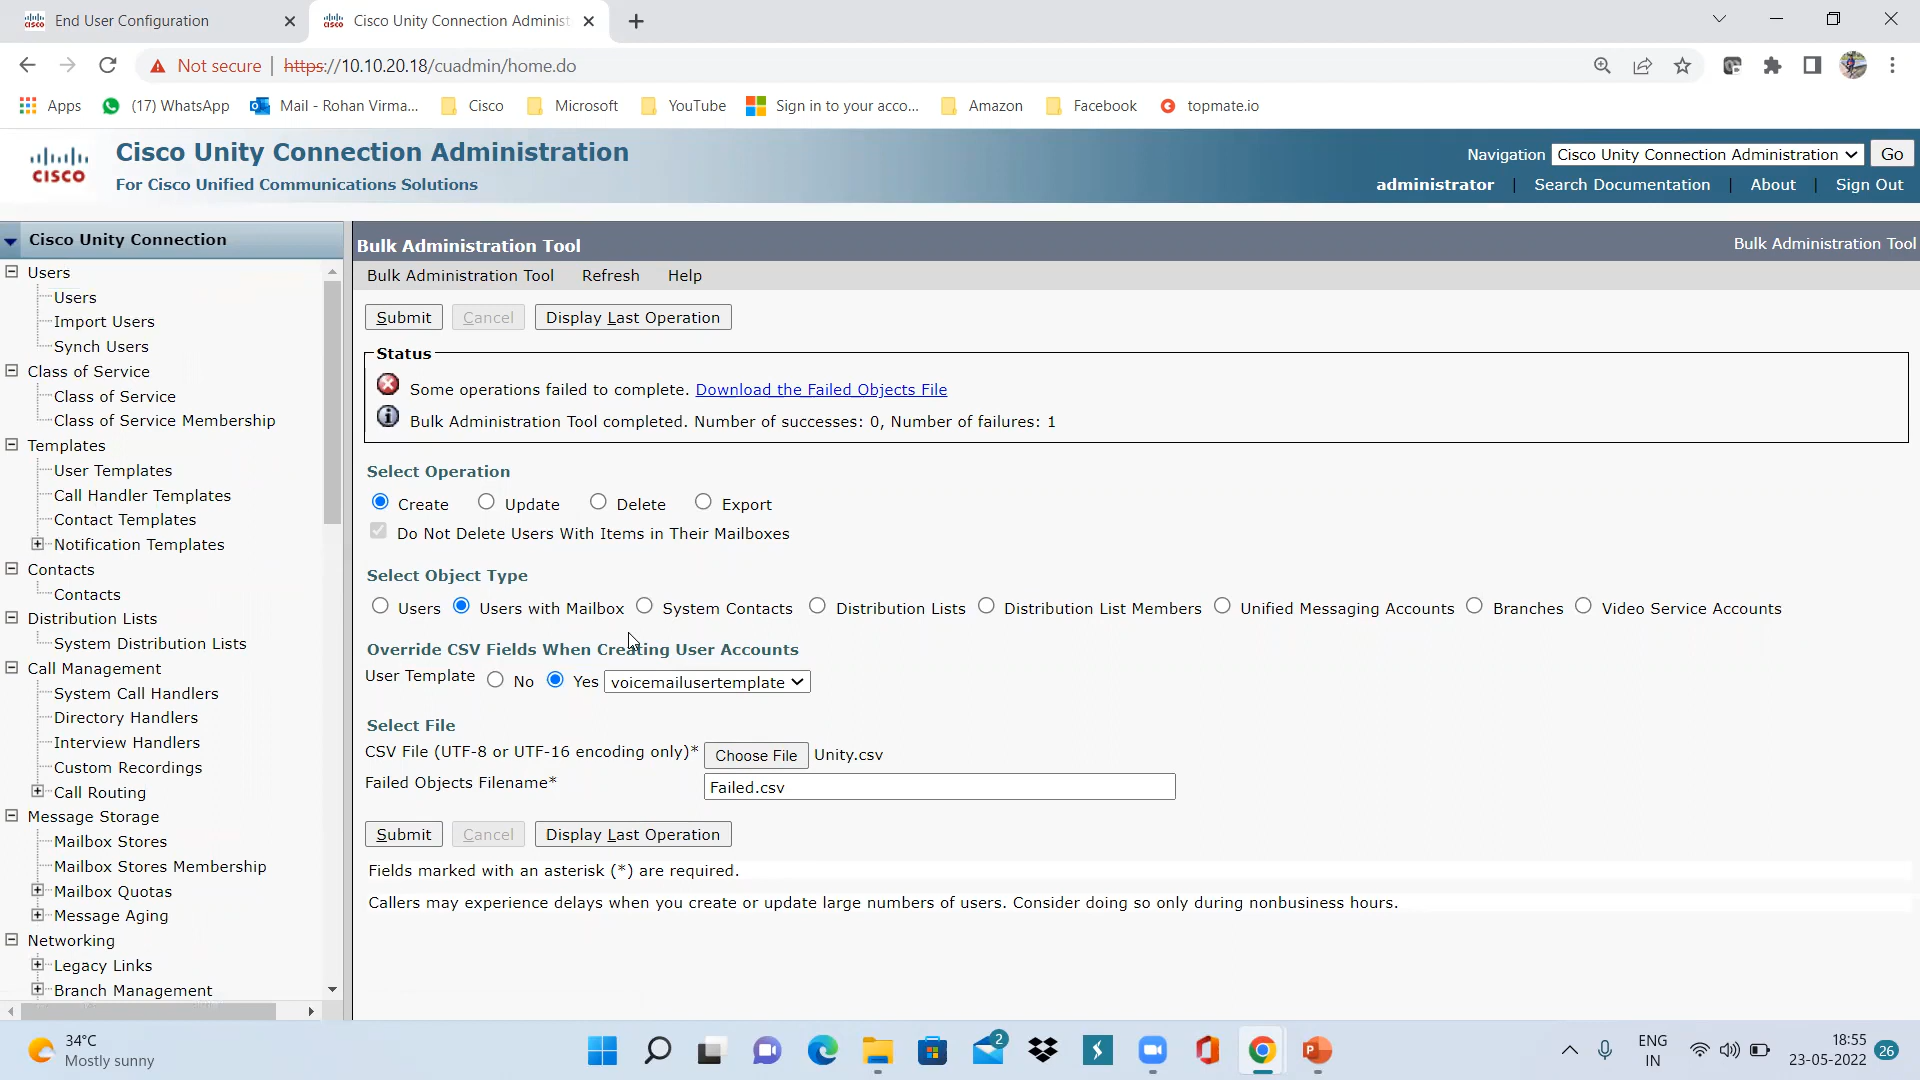 End User Configuration
Cisco Unity Connection Administ
Not secure | https://10.10.20.18/cuadmin/home.do
Apps (17) WhatsApp Mail - Rohan Virma... Cisco Microsoft YouTube Sign in to your acco... Amazon Facebook topmate.io
CISCO
Cisco Unity Connection Administration
For Cisco Unified Communications Solutions
Navigation Cisco Unity Connection Administration Go
administrator | Search Documentation | About | Sign Out
Cisco Unity Connection
Users
Users
Import Users
Synch Users
Class of Service
Class of Service
Class of Service Membership
Templates
User Templates
Call Handler Templates
Contact Templates
Notification Templates
Contacts
Contacts
Distribution Lists
System Distribution Lists
Call Management
System Call Handlers
Directory Handlers
Interview Handlers
Custom Recordings
Call Routing
Message Storage
Mailbox Stores
Mailbox Stores Membership
Mailbox Quotas
Message Aging
Networking
Legacy Links
Branch Management
Bulk Administration Tool
Bulk Administration Tool
Bulk Administration Tool Refresh Help
Submit Cancel Display Last Operation
Status
Some operations failed to complete. Download the Failed Objects File
Bulk Administration Tool completed. Number of successes: 0, Number of failures: 1
Select Operation
Create Update Delete Export
Do Not Delete Users With Items in Their Mailboxes
Select Object Type
Users Users with Mailbox System Contacts Distribution Lists Distribution List Members Unified Messaging Accounts Branches Video Service Accounts
Override CSV Fields When Creating User Accounts
User Template No Yes voicemailusertemplate
Select File
CSV File (UTF-8 or UTF-16 encoding only)* Choose File Unity.csv
Failed Objects Filename* Failed.csv
Submit Cancel Display Last Operation
Fields marked with an asterisk (*) are required.
Callers may experience delays when you create or update large numbers of users. Consider doing so only during nonbusiness hours.
34°C
Mostly sunny
2
ENG
IN
18:55
23-05-2022
26